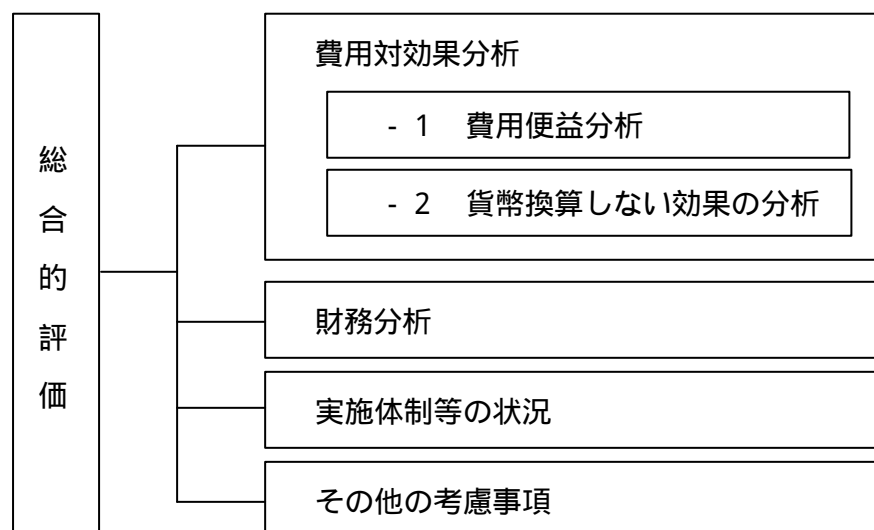 総合的評価
費用対効果分析
- 1 費用便益分析
- 2 貨幣換算しない効果の分析
財務分析
実施体制等の状況
その他の考慮事項